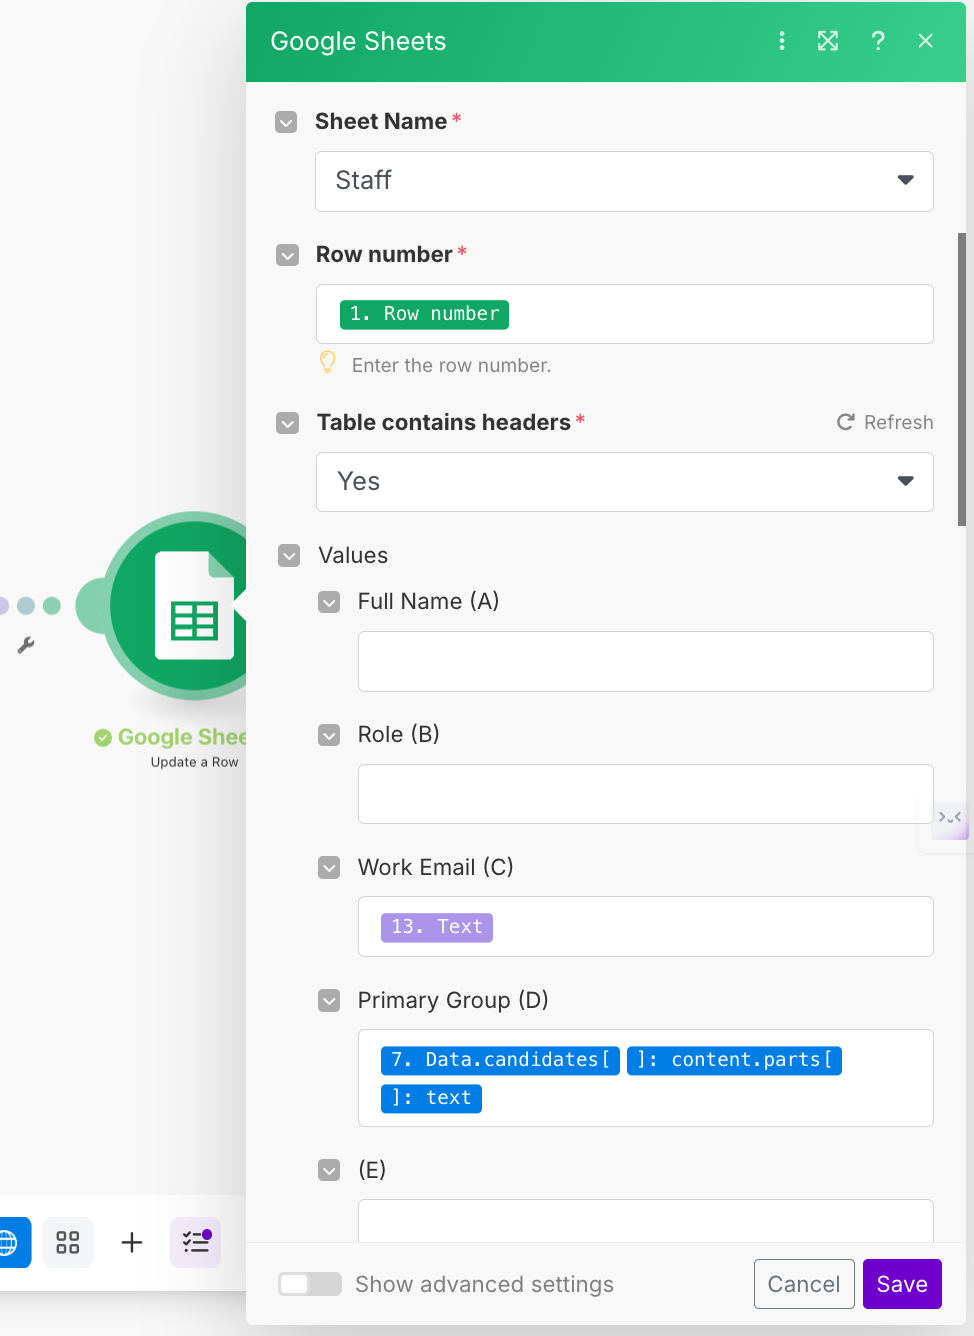 Google Sheets
Sheet Name *
Staff
Row number *
1. Row number
Enter the row number.
Table contains headers *
Refresh
Yes
Values
Full Name (A)
Role (B)
Work Email (C)
13. Text
Primary Group (D)
7. Data.candidates[ ]: content.parts[
]: text
(E)
Google Shee
Update a Row
Show advanced settings
Cancel
Save